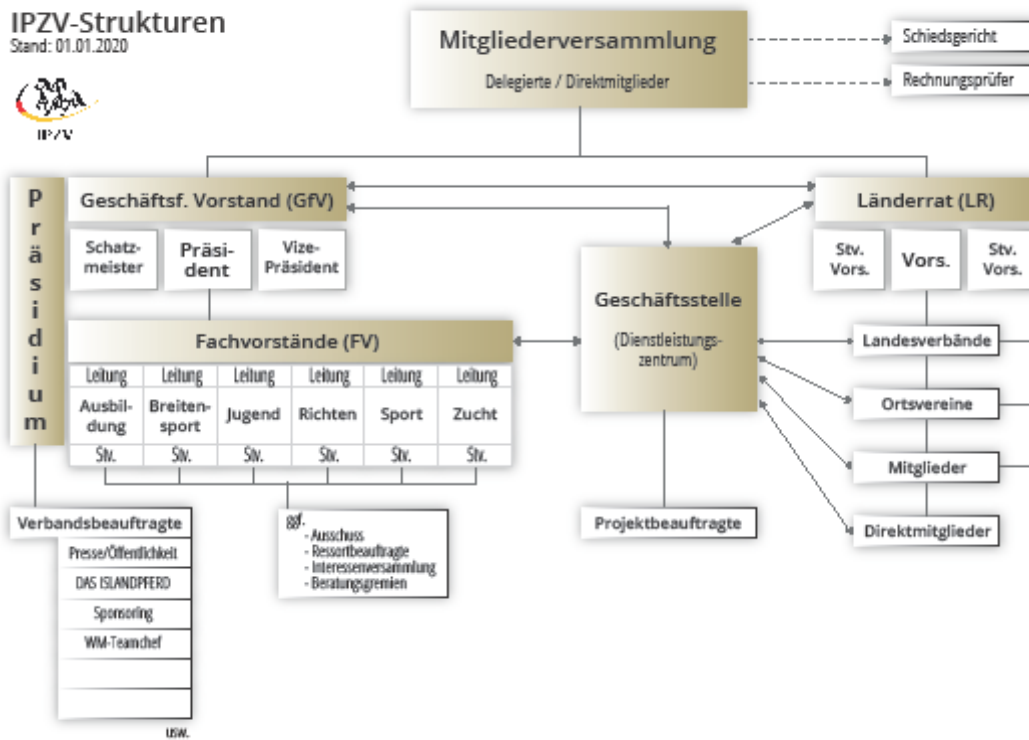 IPZV-Strukturen
Stand: 01.01.2020
IPZV
Mitgliederversammlung
Delegierte / Direktmitglieder
Schiedsgericht
Rechnungsprüfer
Präsidium
Geschäftsf. Vorstand (GfV)
Schatz-
meister
Präsi-
dent
Vize-
Präsident
Länderrat (LR)
Stv.
Vors.
Vors.
Stv.
Vors.
Geschäftsstelle
(Dienstleistungs-
zentrum)
Fachvorstände (FV)
Leitung Leitung Leitung Leitung Leitung Leitung
Ausbil-
dung
Breiten-
sport
Jugend
Richten
Sport
Zucht
Stv. Stv. Stv. Stv. Stv. Stv.
Landesverbände
Ortsvereine
Mitglieder
Direktmitglieder
Verbandsbeauftragte
Presse/Öffentlichkeit
DAS ISLANDPFERD
Sponsoring
WM-Teamchef
usw.
ggf.
- Ausschuss
- Ressortbeauftragte
- Interessenversammlung
- Beratungsgremien
Projektbeauftragte